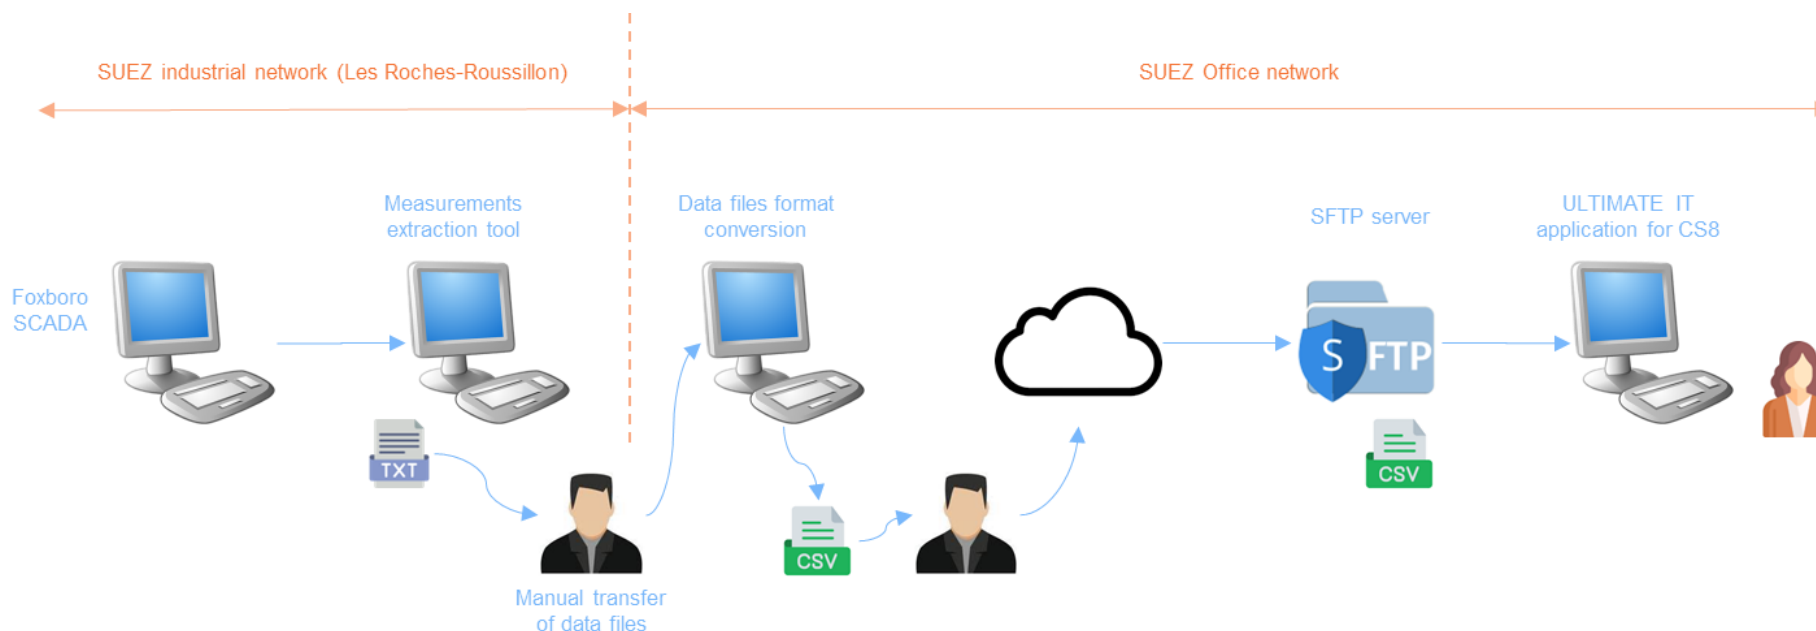 SUEZ industrial network (Les Roches-Roussillon)
SUEZ Office network
Measurements
extraction tool
Data files format
conversion
SFTP server
ULTIMATE IT
application for CS8
Foxboro
SCADA
S FTP
TXT
CSV
CSV
Manual transfer
of data files